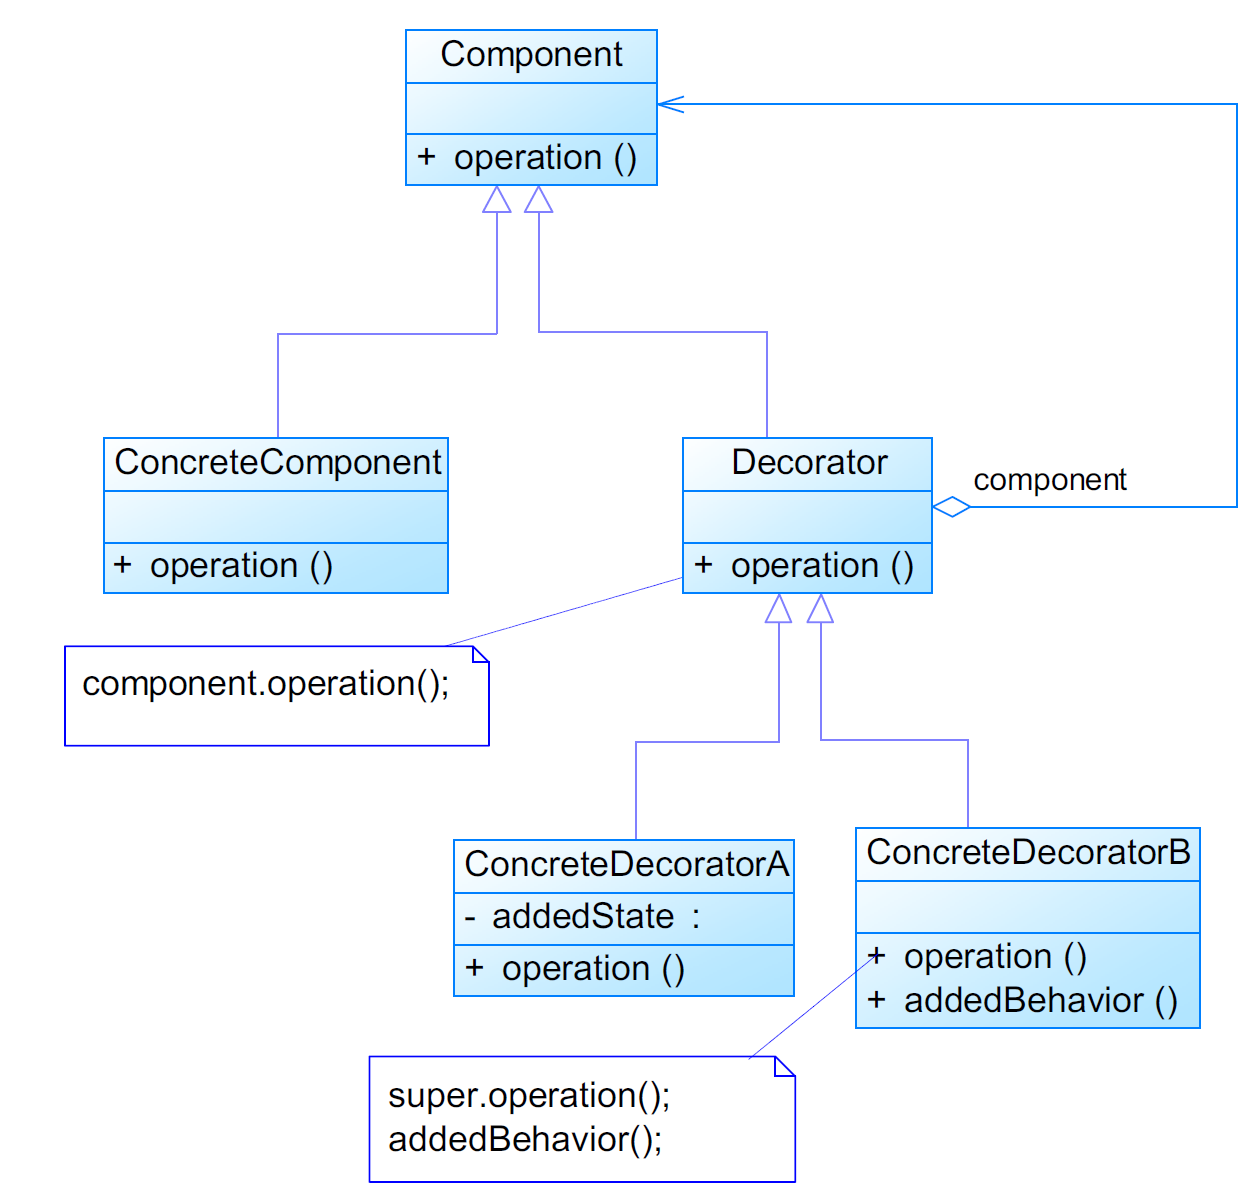 Component
+ operation ()
ConcreteComponent
+ operation ()
Decorator
+ operation ()
component
component.operation();
ConcreteDecoratorA
- addedState :
+ operation ()
ConcreteDecoratorB
+ operation ()
+ addedBehavior ()
super.operation();
addedBehavior();